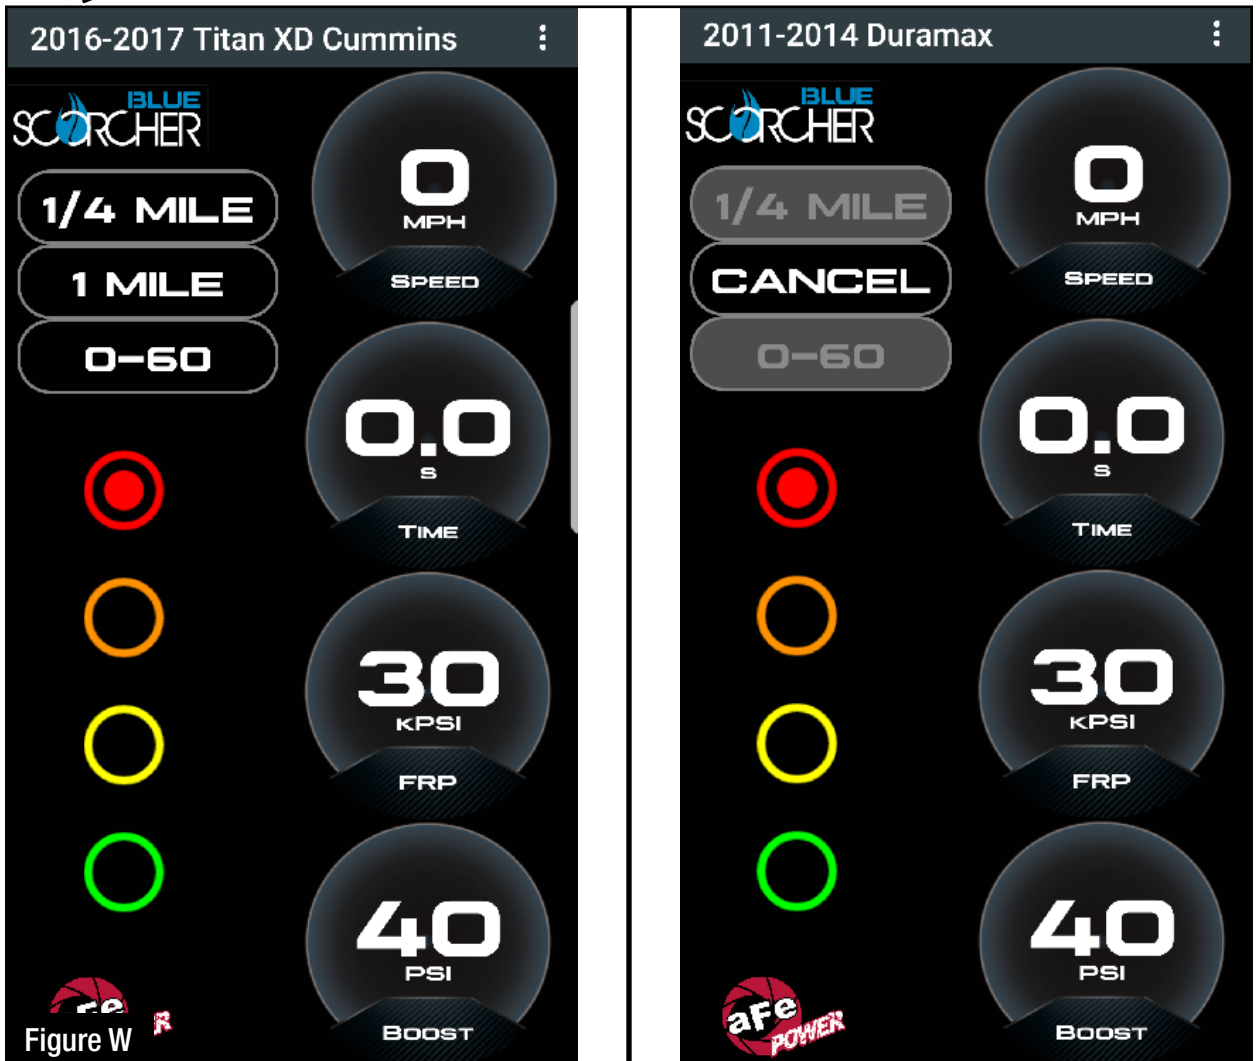 2016-2017 Titan XD Cummins
BLUE
SCORCHER
1/4 MILE
1 MILE
0-60
0
MPH
SPEED
0.0
S
TIME
30
KPSI
FRP
40
PSI
BOOST
aFe
Figure W
2011-2014 Duramax
BLUE
SCORCHER
1/4 MILE
CANCEL
0-60
0
MPH
SPEED
0.0
S
TIME
30
KPSI
FRP
40
PSI
BOOST
aFe
POWER